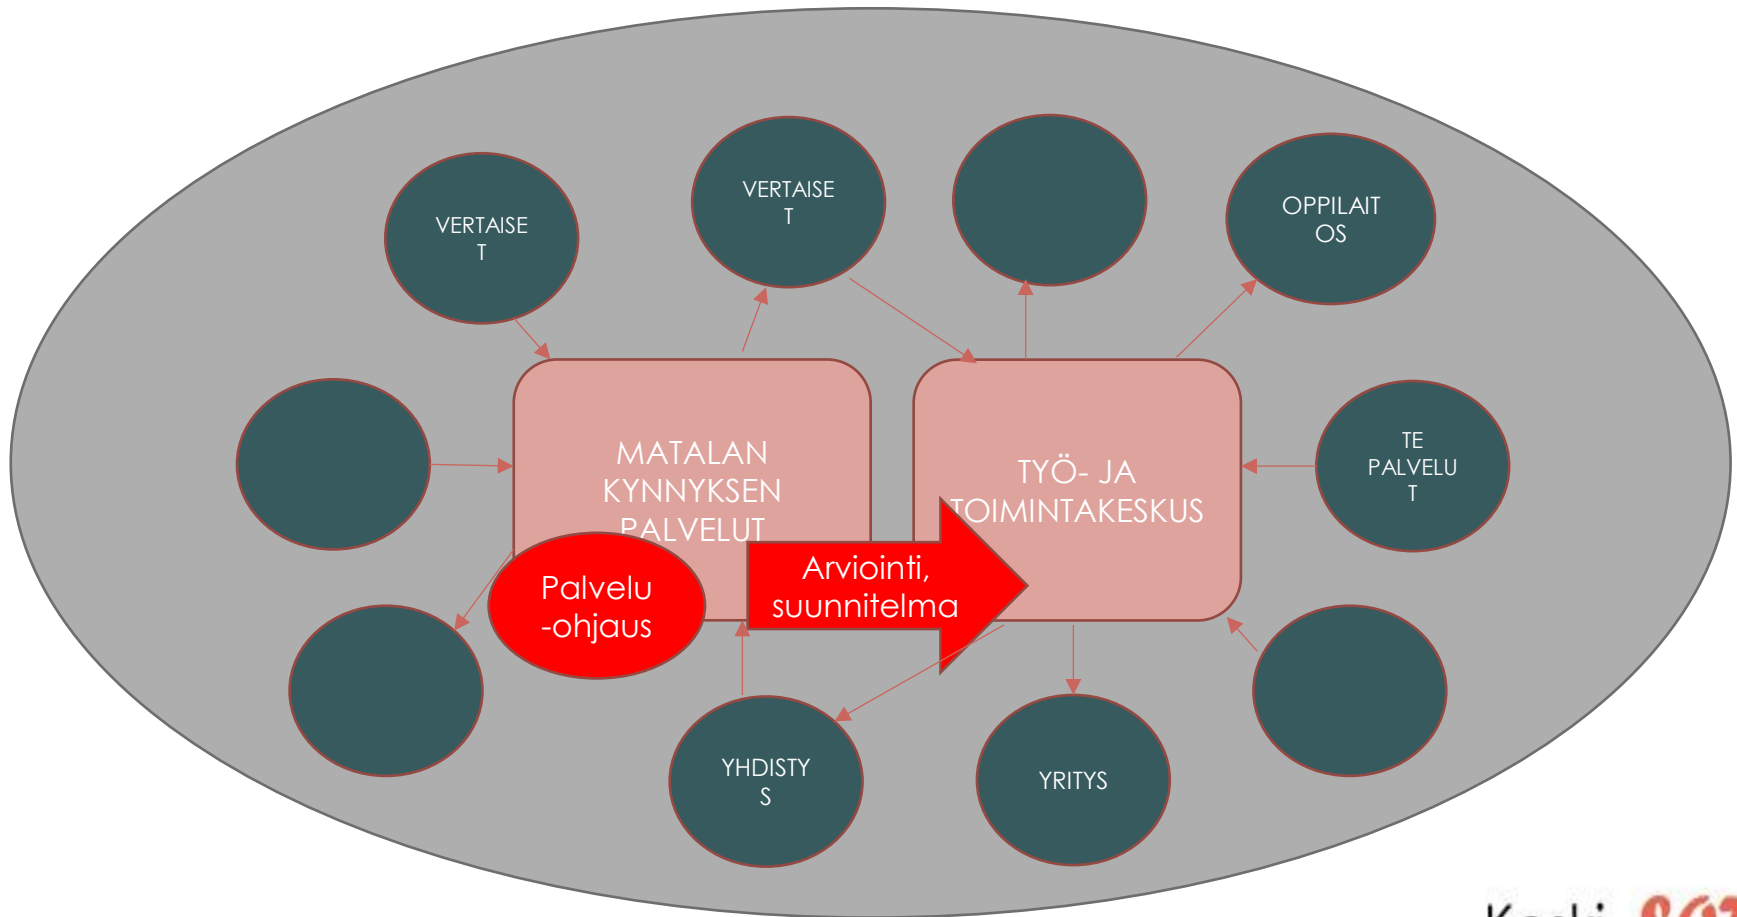 VERTAISE
T
VERTAISE
T
OPPILAIT
OS
MATALAN
KYNNYKSEN
PALVELUT
TYÖ- JA
TOIMINTAKESKUS
TE
PALVELU
T
Palvelu
-ohjaus
Arviointi,
suunnitelma
YHDISTY
S
YRITYS